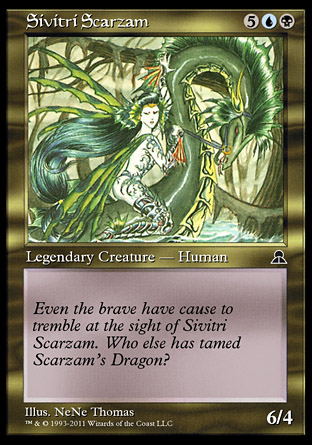 Sivitri Scarzam 5
Legendary Creature — Human
Even the brave have cause to
tremble at the sight of Sivitri
Scarzam. Who else has tamed
Scarzam's Dragon?
Illus. NeNe Thomas
™ & © 1993-2011 Wizards of the Coast LLC
6/4